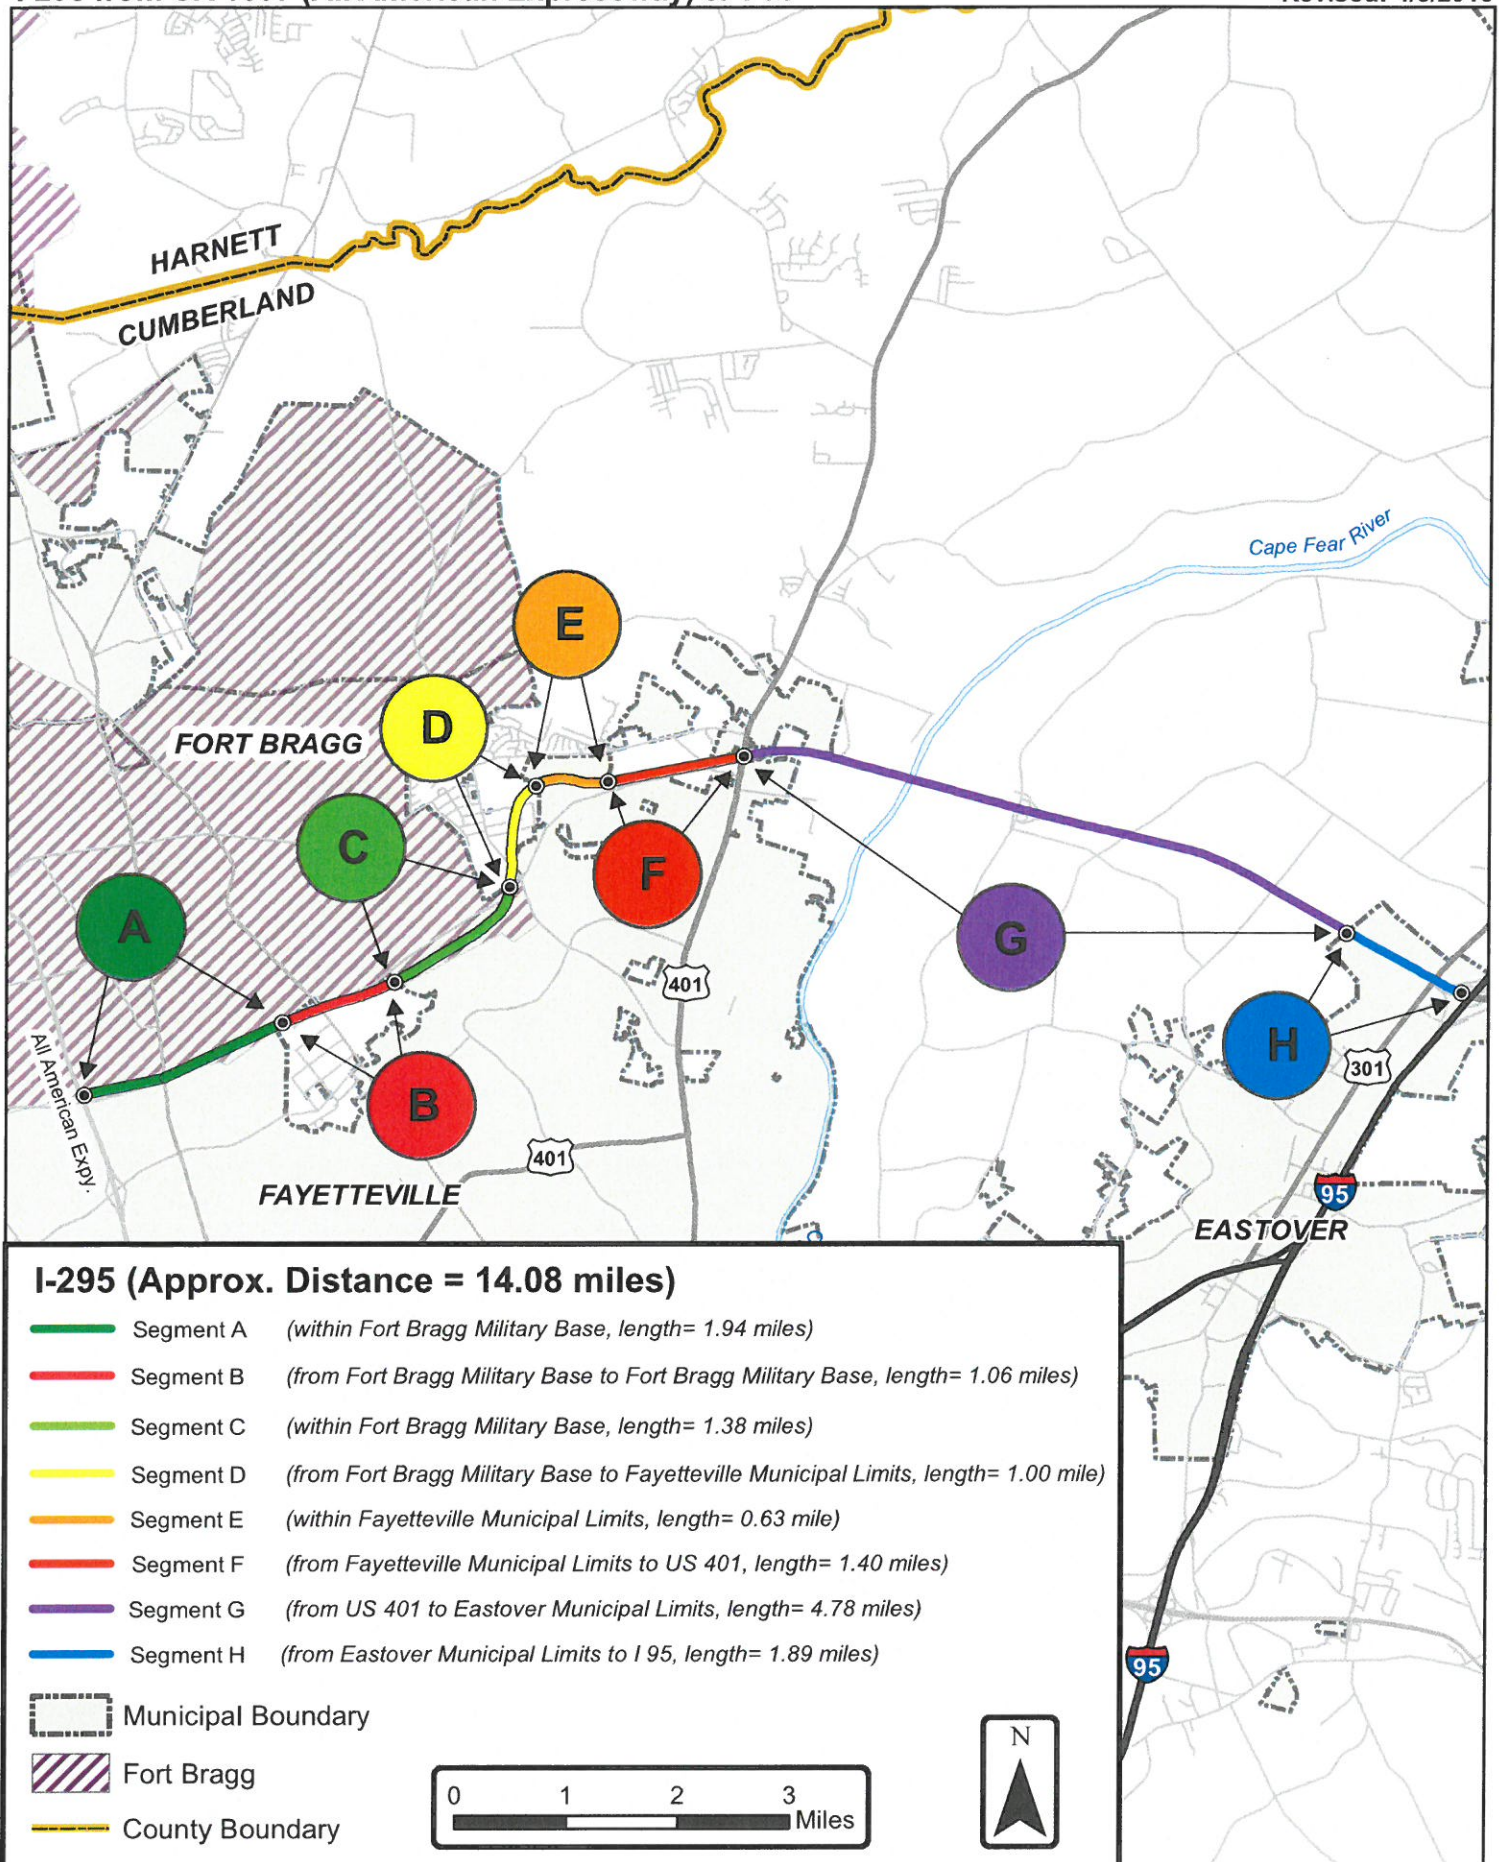 HARNETT
CUMBERLAND
Cape Fear River
E
D
FORT BRAGG
C
F
A
G
401
H
All American Expy.
B
301
401
FAYETTEVILLE
95
EASTOVER
I-295 (Approx. Distance = 14.08 miles)
Segment A (within Fort Bragg Military Base, length= 1.94 miles)
Segment B (from Fort Bragg Military Base to Fort Bragg Military Base, length= 1.06 miles)
Segment C (within Fort Bragg Military Base, length= 1.38 miles)
Segment D (from Fort Bragg Military Base to Fayetteville Municipal Limits, length= 1.00 mile)
Segment E (within Fayetteville Municipal Limits, length= 0.63 mile)
Segment F (from Fayetteville Municipal Limits to US 401, length= 1.40 miles)
Segment G (from US 401 to Eastover Municipal Limits, length= 4.78 miles)
Segment H (from Eastover Municipal Limits to I 95, length= 1.89 miles)
95
Municipal Boundary
Fort Bragg
County Boundary
0 1 2 3
Miles
N